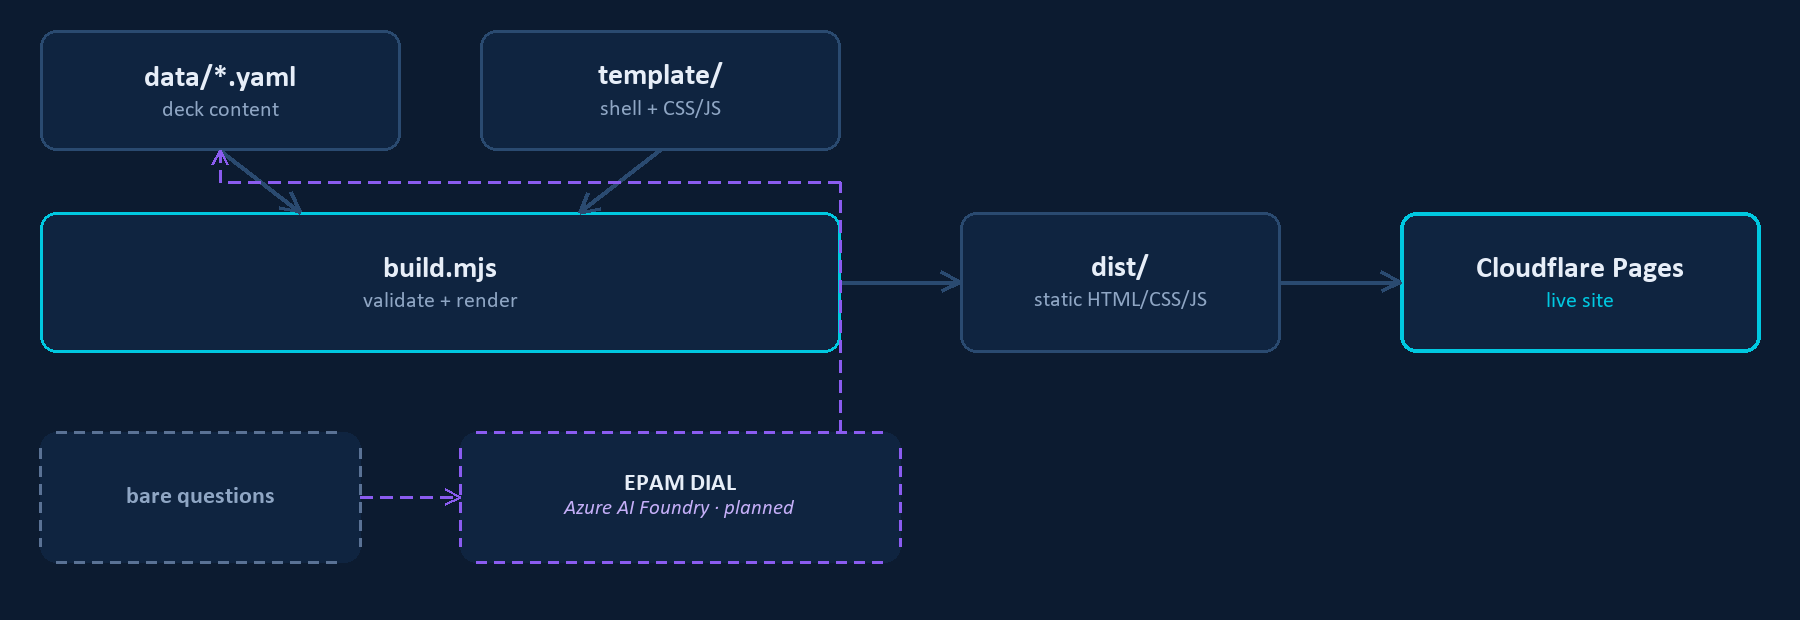 data/*.yaml
deck content
template/
shell + CSS/JS
build.mjs
validate + render
dist/
static HTML/CSS/JS
Cloudflare Pages
live site
bare questions
EPAM DIAL
Azure AI Foundry · planned